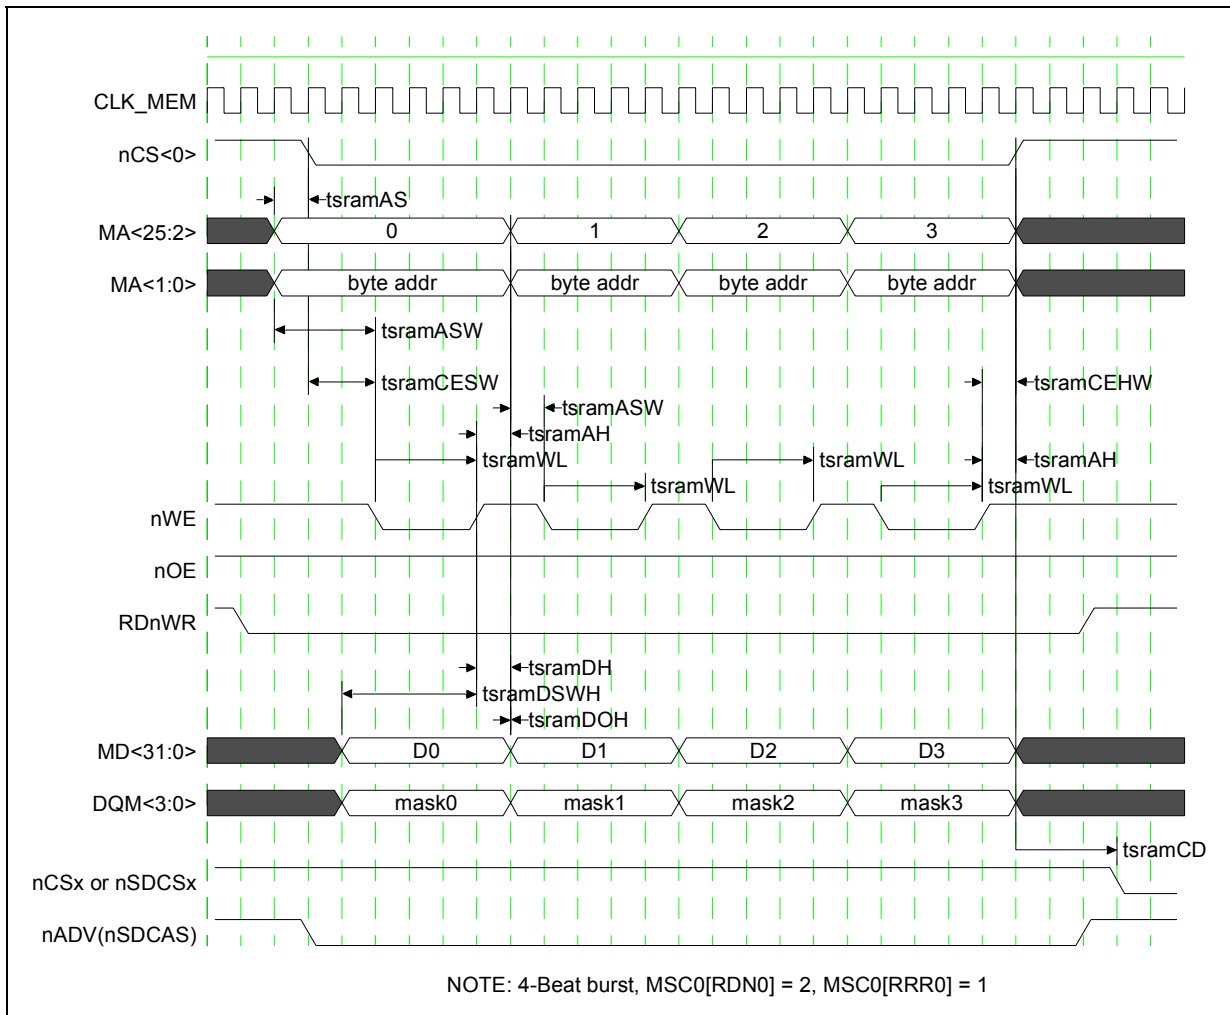 CLK_MEM
nCS<0>
tsramAS
MA<25:2>
0
1
2
3
MA<1:0>
byte addr
byte addr
byte addr
byte addr
tsramASW
tsramCESW
tsramCEHW
tsramASW
tsramAH
tsramWL
tsramWL
tsramAH
tsramWL
tsramWL
nWE
nOE
RDnWR
tsramDH
tsramDSWH
tsramDOH
MD<31:0>
D0
D1
D2
D3
DQM<3:0>
mask0
mask1
mask2
mask3
tsramCD
nCSx or nSDCSx
nADV(nSDCAS)
NOTE: 4-Beat burst, MSC0[RDN0] = 2, MSC0[RRR0] = 1